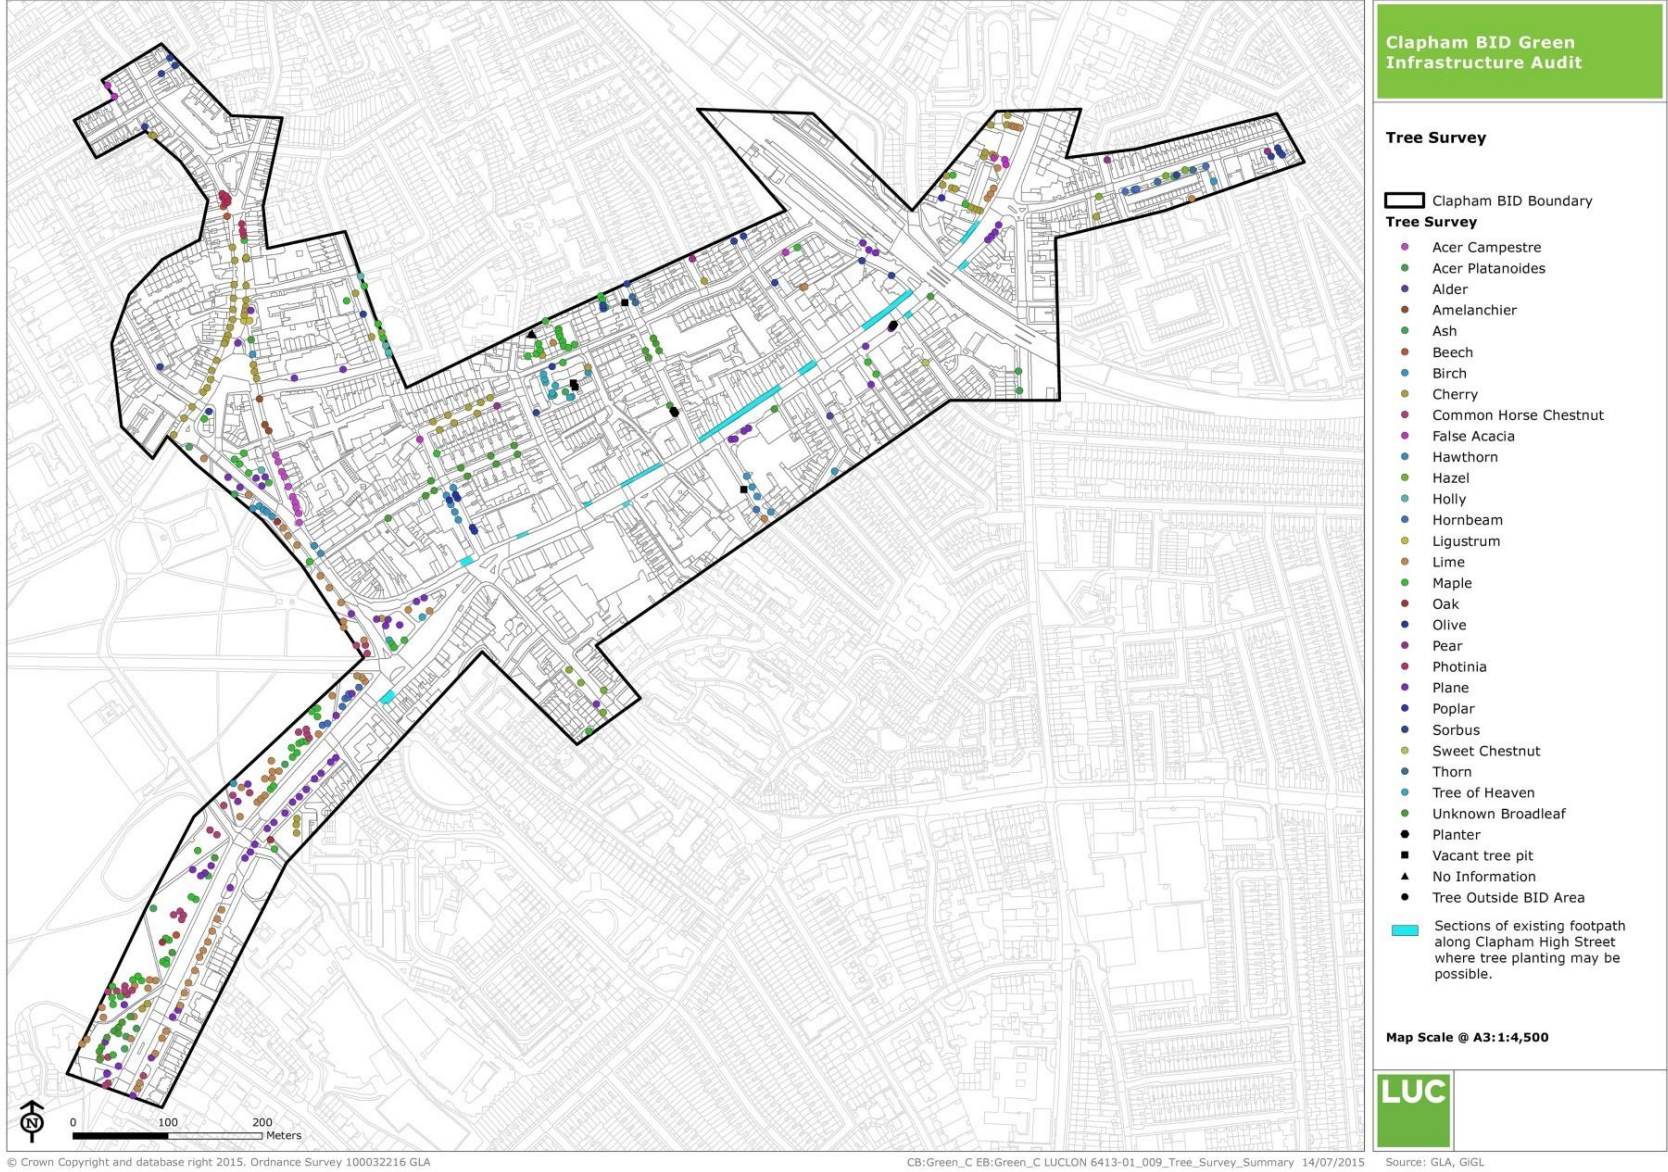 Clapham BID Green
Infrastructure Audit
Tree Survey
Clapham BID Boundary
Tree Survey
Acer Campestre
Acer Platanoides
Alder
Amelanchier
Ash
Beech
Birch
Cherry
Common Horse Chestnut
False Acacia
Hawthorn
Hazel
Holly
Hornbeam
Ligustrum
Lime
Maple
Oak
Olive
Pear
Photinia
Plane
Poplar
Sorbus
Sweet Chestnut
Thorn
Tree of Heaven
Unknown Broadleaf
Planter
Vacant tree pit
No Information
Tree Outside BID Area
Sections of existing footpath
along Clapham High Street
where tree planting may be
possible.
Map Scale @ A3:1:4,500
LUC
N
0 100 200
Meters
© Crown Copyright and database right 2015. Ordnance Survey 100032216 GLA
CB:Green_C EB:Green_C LUCLON 6413-01_009_Tree_Survey_Summary 14/07/2015
Source: GLA, GiGL